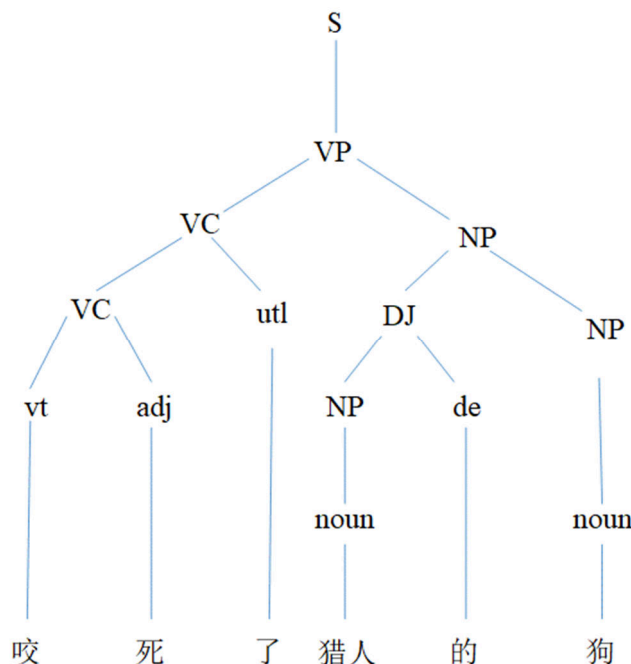 S
VP
VC NP
VC utl DJ NP
vt adj NP de
noun noun
咬 死 了 猎人 的 狗